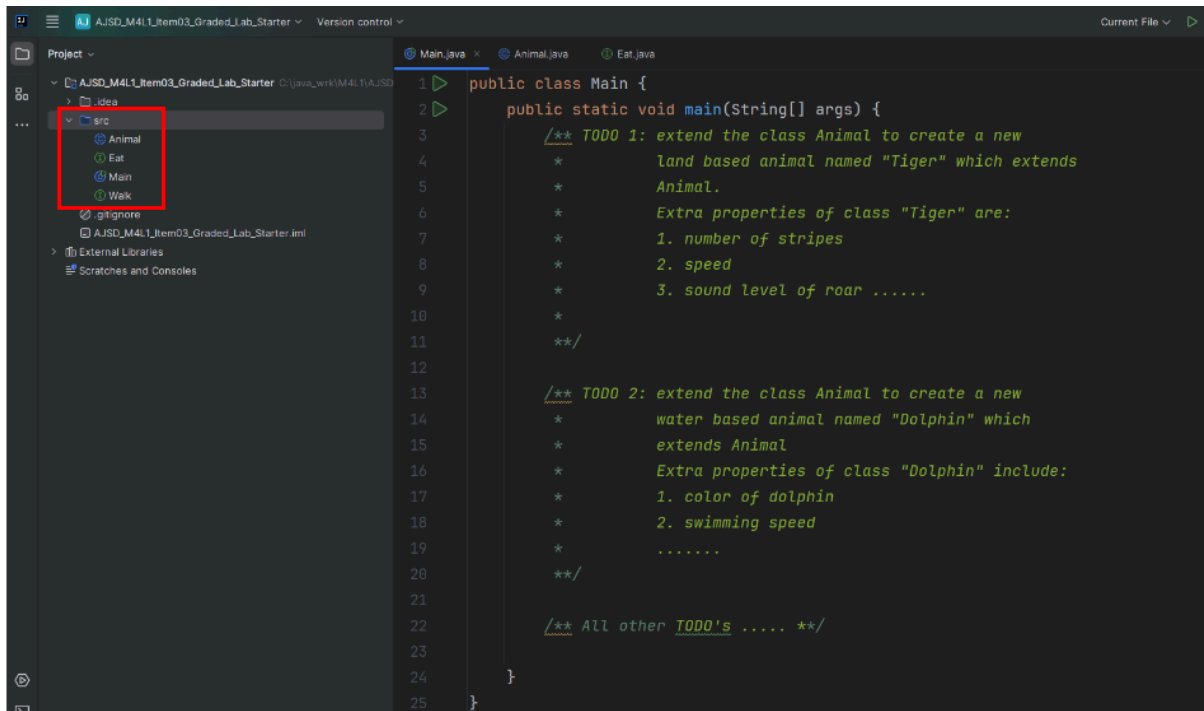 AJ AJSD_M4L1_Item03_Graded_Lab_Starter Version control Current File
Project
Main.java Animal.java Eat.java
AJSD_M4L1_Item03_Graded_Lab_Starter C:\java_wrk\M4L1\AJSD
.idea
src
Animal
Eat
Main
Walk
.gitignore
AJSD_M4L1_Item03_Graded_Lab_Starter.iml
External Libraries
Scratches and Consoles
1 public class Main {
2 public static void main(String[] args) {
3 /** TODO 1: extend the class Animal to create a new
4 * land based animal named "Tiger" which extends
5 * Animal.
6 * Extra properties of class "Tiger" are:
7 * 1. number of stripes
8 * 2. speed
9 * 3. sound level of roar ......
10 *
11 **/
12
13 /** TODO 2: extend the class Animal to create a new
14 * water based animal named "Dolphin" which
15 * extends Animal
16 * Extra properties of class "Dolphin" include:
17 * 1. color of dolphin
18 * 2. swimming speed
19 * .......
20 **/
21
22 /** All other TODO's ..... **/
23
24 }
25 }